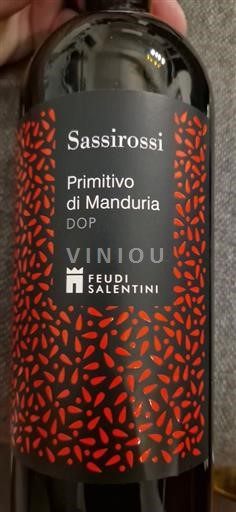 Sassirossi
Primitivo
di Manduria
DOP
VINIOU
FEUDI
SALENTINI